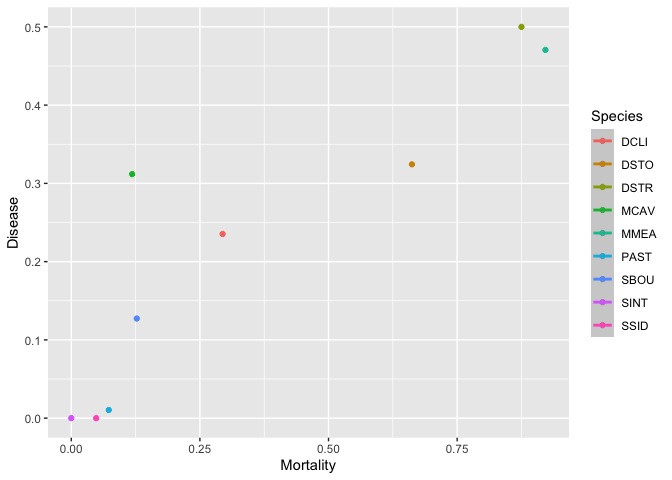 0.5
0.4
0.3
0.2
0.1
0.0
Disease
0.00
0.25
0.50
0.75
Mortality
Species
DCLI
DSTO
DSTR
MCAV
MMEA
PAST
SBOU
SINT
SSID